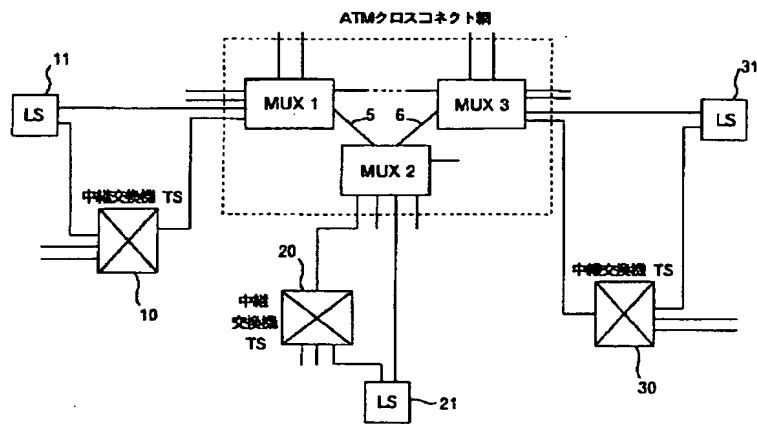 ATMクロスコネクト網
11
LS
MUX 1
5
6
MUX 3
31
LS
MUX 2
中継交換機 TS
10
20
中継
交換機
TS
中継交換機 TS
30
LS
21